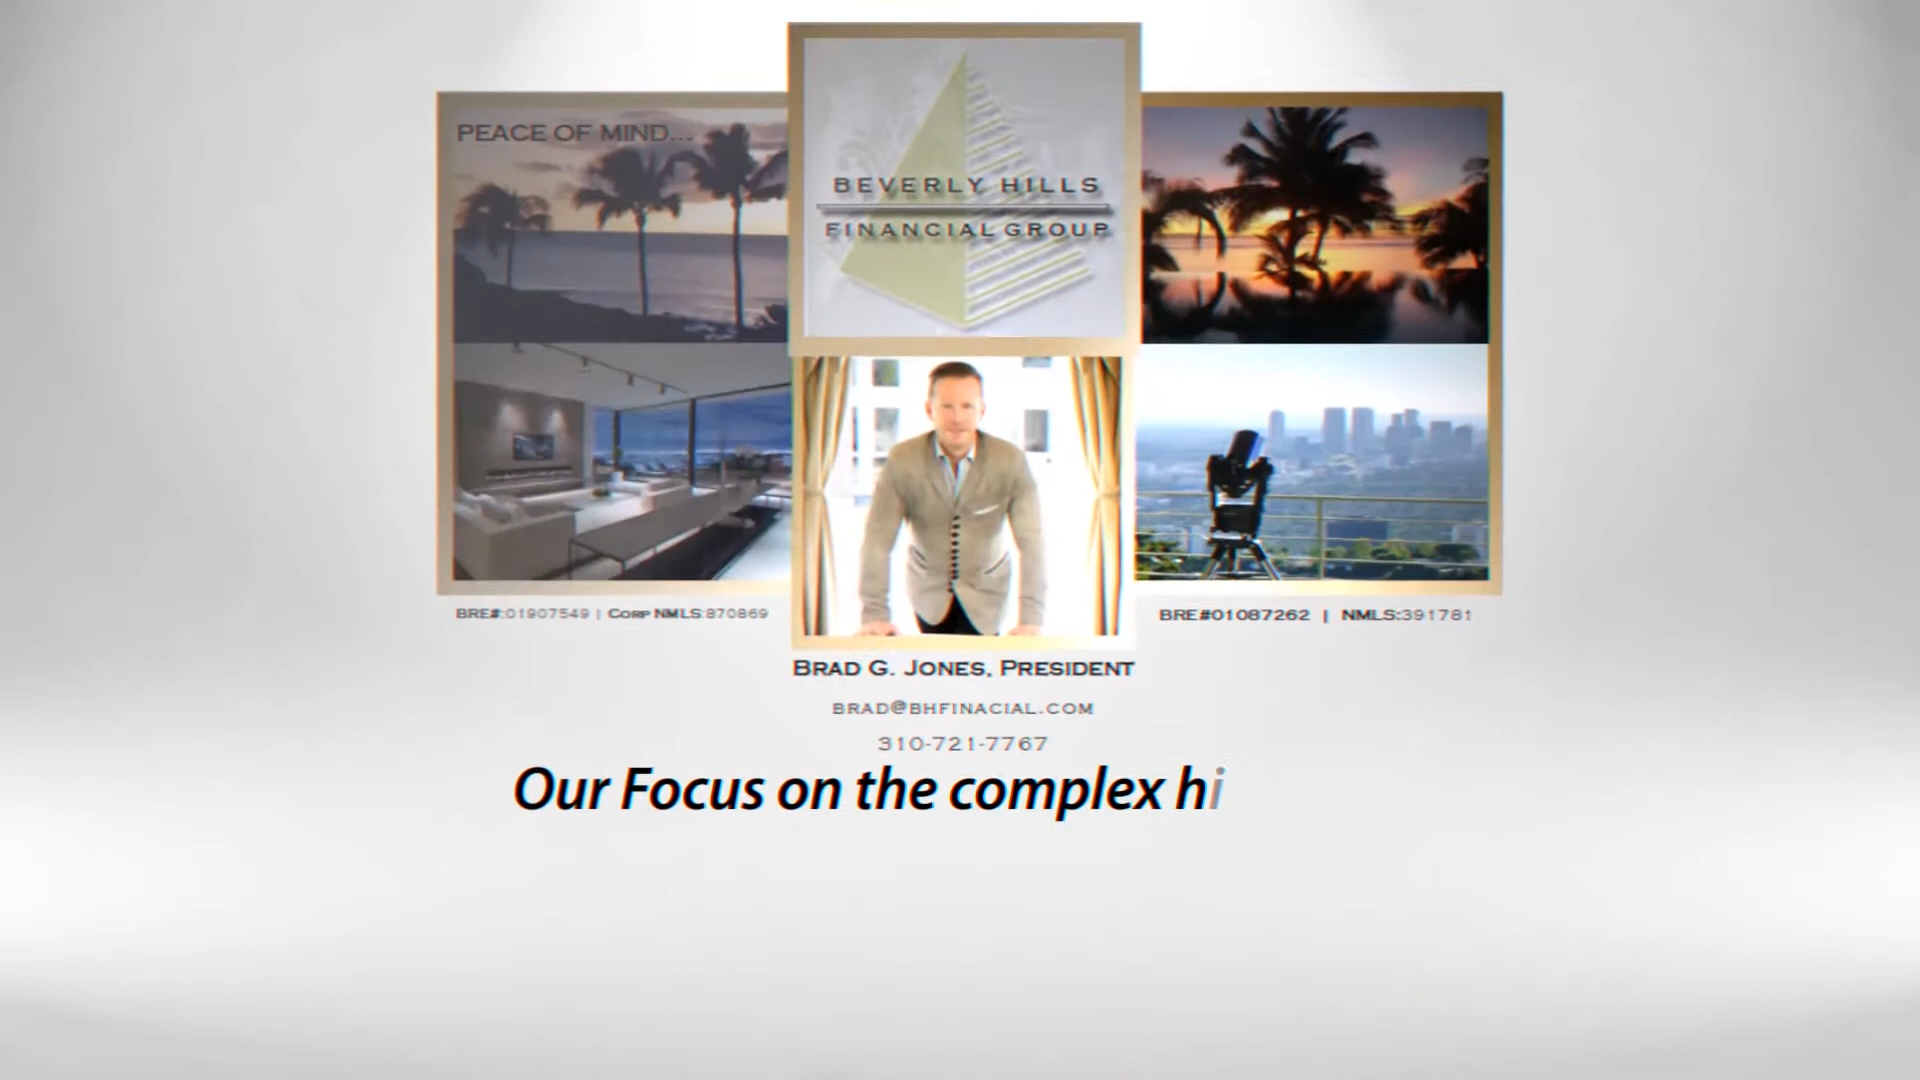 PEACE OF MIND...
BEVERLY HILLS
FINANCIAL GROUP
BRE#:01907549 | CORP NMLS:870869
BRE#01087262 | NMLS:391781
BRAD G. JONES, PRESIDENT
BRAD@BHFINACIAL.COM
310-721-7767
Our Focus on the complex hi